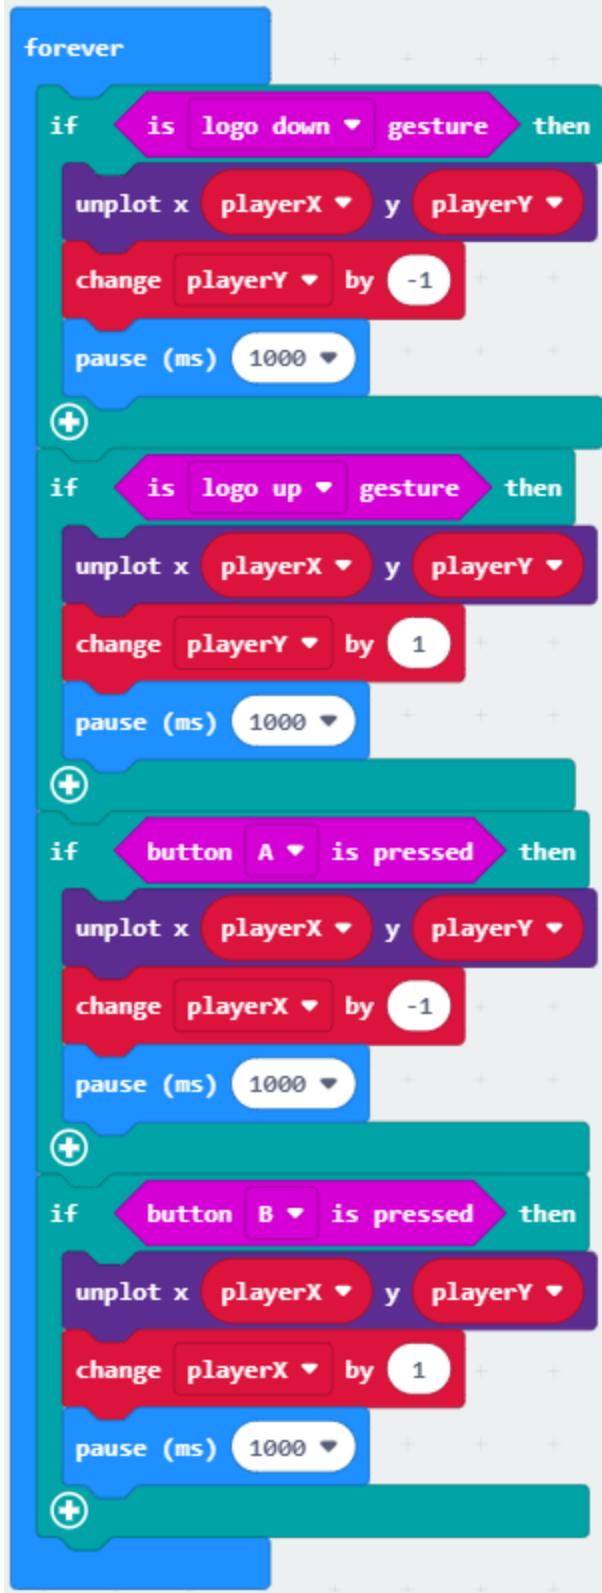 forever
if is logo down gesture then
unplot x playerX y playerY
change playerY by -1
pause (ms) 1000
if is logo up gesture then
unplot x playerX y playerY
change playerY by 1
pause (ms) 1000
if button A is pressed then
unplot x playerX y playerY
change playerX by -1
pause (ms) 1000
if button B is pressed then
unplot x playerX y playerY
change playerX by 1
pause (ms) 1000